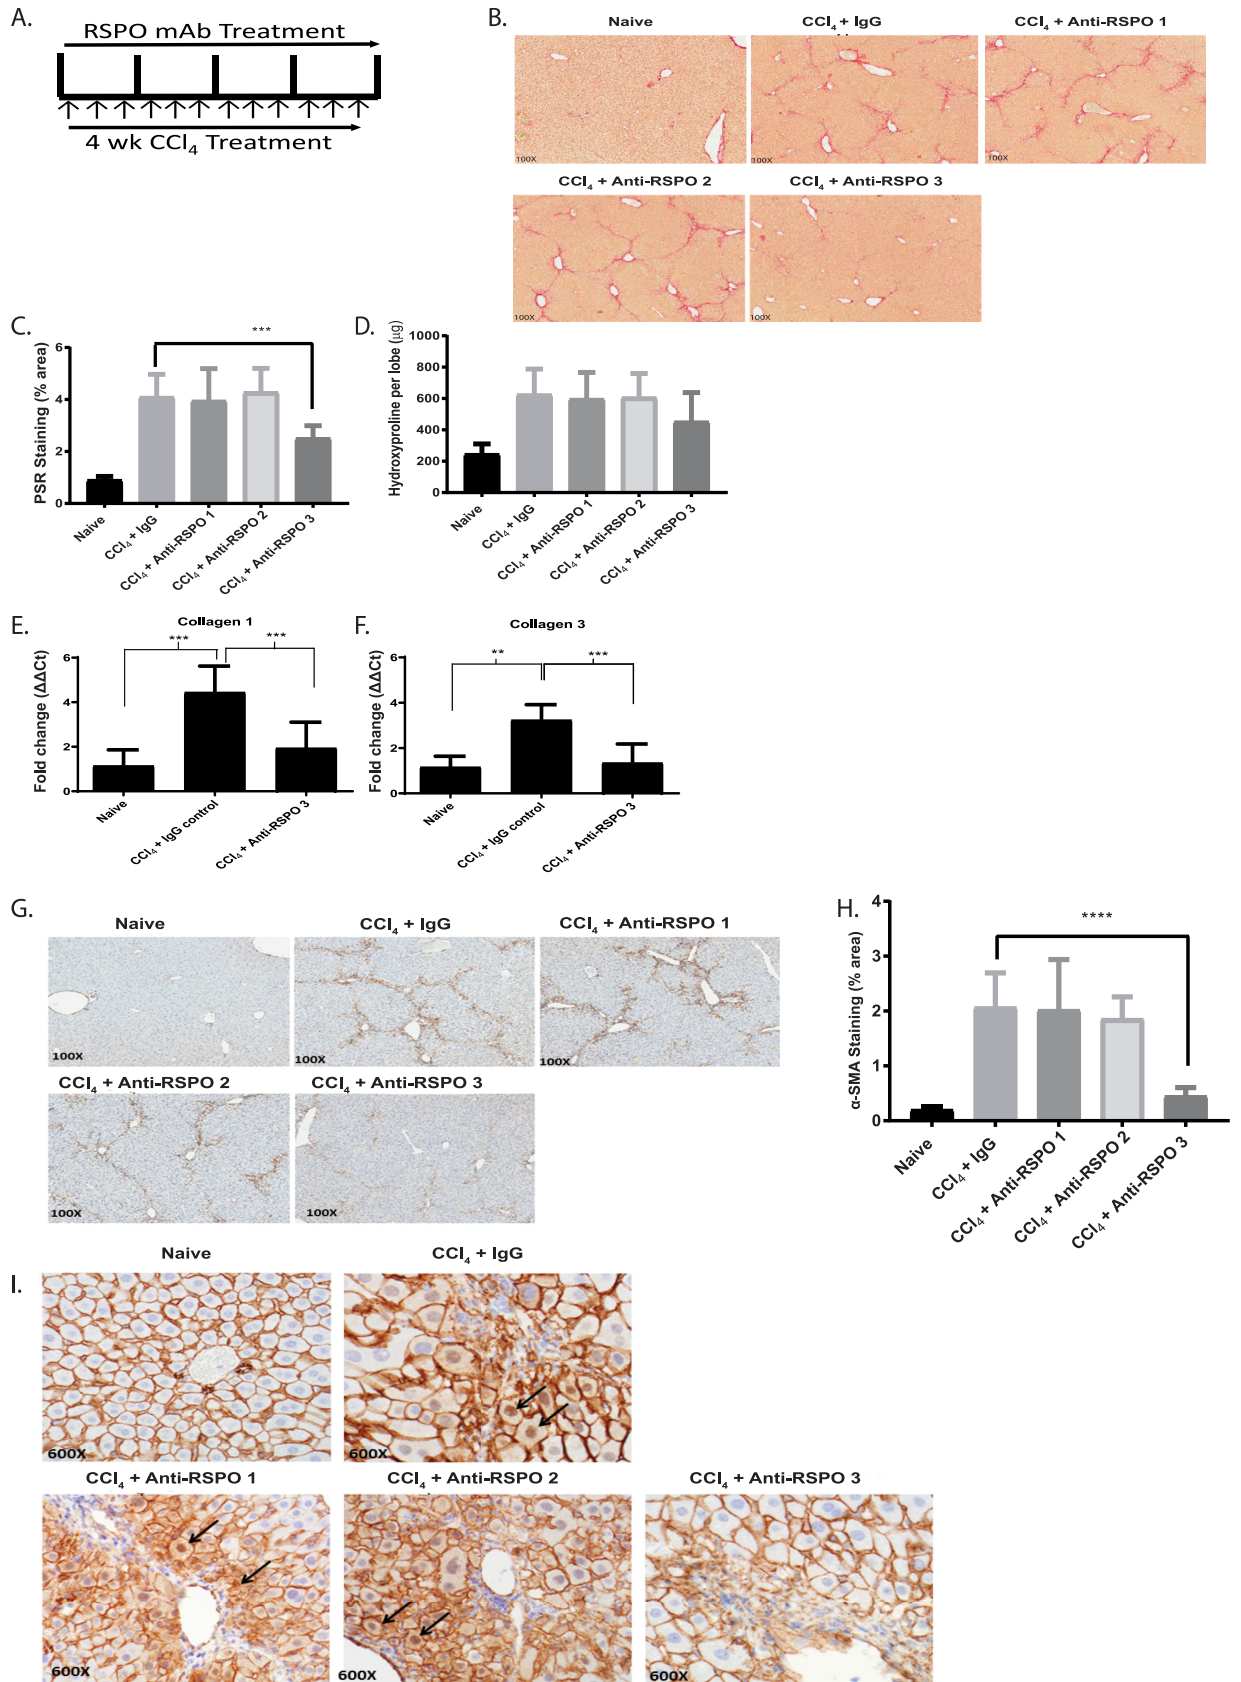 A.
RSPO mAb Treatment
4 wk CCl₄ Treatment
B.
Naive
CCl₄ + IgG
CCl₄ + Anti-RSPO 1
100X
100X
100X
CCl₄ + Anti-RSPO 2
CCl₄ + Anti-RSPO 3
100X
100X
C.
***
PSR Staining (% area)
6
4
2
0
Naive
CCl₄ + IgG
CCl₄ + Anti-RSPO 1
CCl₄ + Anti-RSPO 2
CCl₄ + Anti-RSPO 3
D.
Hydroxyproline per lobe (µg)
1000
800
600
400
200
0
Naive
CCl₄ + IgG
CCl₄ + Anti-RSPO 1
CCl₄ + Anti-RSPO 2
CCl₄ + Anti-RSPO 3
E.
Collagen 1
***
***
Fold change (ΔΔCt)
6
4
2
0
Naive
CCl₄ + IgG control
CCl₄ + Anti-RSPO 3
F.
Collagen 3
**
***
Fold change (ΔΔCt)
6
4
2
0
Naive
CCl₄ + IgG control
CCl₄ + Anti-RSPO 3
G.
Naive
CCl₄ + IgG
CCl₄ + Anti-RSPO 1
100X
100X
100X
CCl₄ + Anti-RSPO 2
CCl₄ + Anti-RSPO 3
100X
100X
H.
****
α-SMA Staining (% area)
4
3
2
1
0
Naive
CCl₄ + IgG
CCl₄ + Anti-RSPO 1
CCl₄ + Anti-RSPO 2
CCl₄ + Anti-RSPO 3
I.
Naive
CCl₄ + IgG
600X
600X
CCl₄ + Anti-RSPO 1
CCl₄ + Anti-RSPO 2
CCl₄ + Anti-RSPO 3
600X
600X
600X